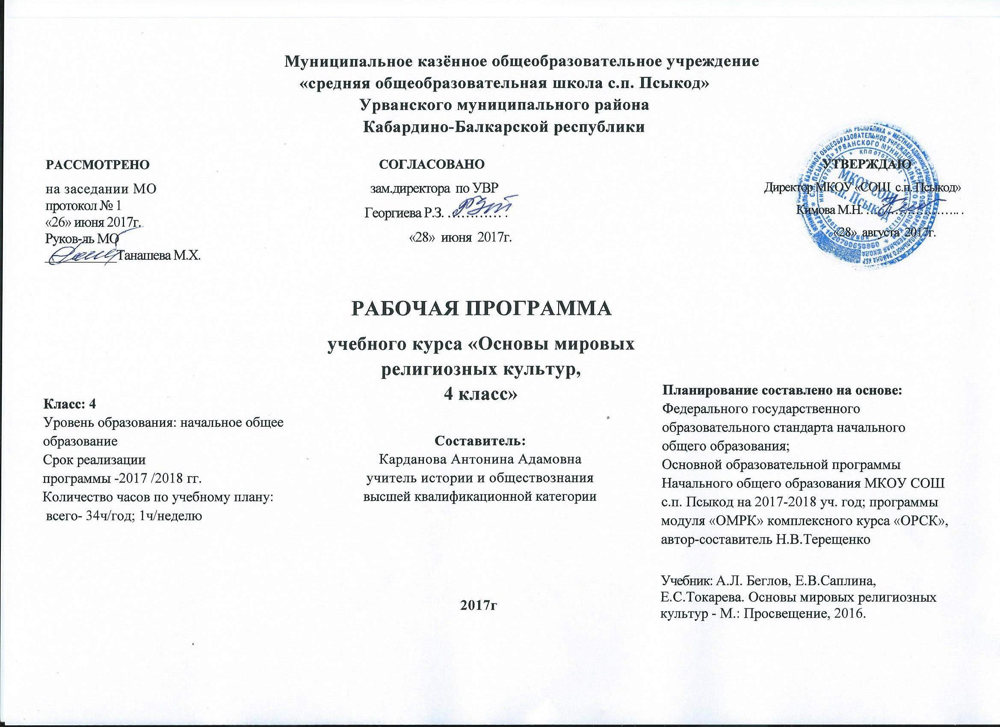 Муниципальное казённое общеобразовательное учреждение
«средняя общеобразовательная школа с.п. Псыкод»
Урванского муниципального района
Кабардино-Балкарской республики
РАССМОТРЕНО
на заседании МО
протокол № 1
«26» июня 2017г.
Руков-ль МО
Танашева М.Х.
СОГЛАСОВАНО
зам.директора по УВР
Георгиева Р.З. …………. .
«28» июня 2017г.
УТВЕРЖДАЮ
Директор МКОУ «СОШ с.п. Псыкод»
Кимова М.Н. …………………….. .
«28» августа 2017г.
МКОУ СОШ
с.п. Псыкод
ОГРН 1020700650860
РАБОЧАЯ ПРОГРАММА
учебного курса «Основы мировых
религиозных культур,
4 класс»
Класс: 4
Уровень образования: начальное общее
образование
Срок реализации
программы -2017 /2018 гг.
Количество часов по учебному плану:
всего- 34ч/год; 1ч/неделю
Составитель:
Карданова Антонина Адамовна
учитель истории и обществознания
высшей квалификационной категории
2017г
Планирование составлено на основе:
Федерального государственного
образовательного стандарта начального
общего образования;
Основной образовательной программы
Начального общего образования МКОУ СОШ
с.п. Псыкод на 2017-2018 уч. год; программы
модуля «ОМРК» комплексного курса «ОРСК»,
автор-составитель Н.В.Терещенко
Учебник: А.Л. Беглов, Е.В.Саплина,
Е.С.Токарева. Основы мировых религиозных
культур - М.: Просвещение, 2016.